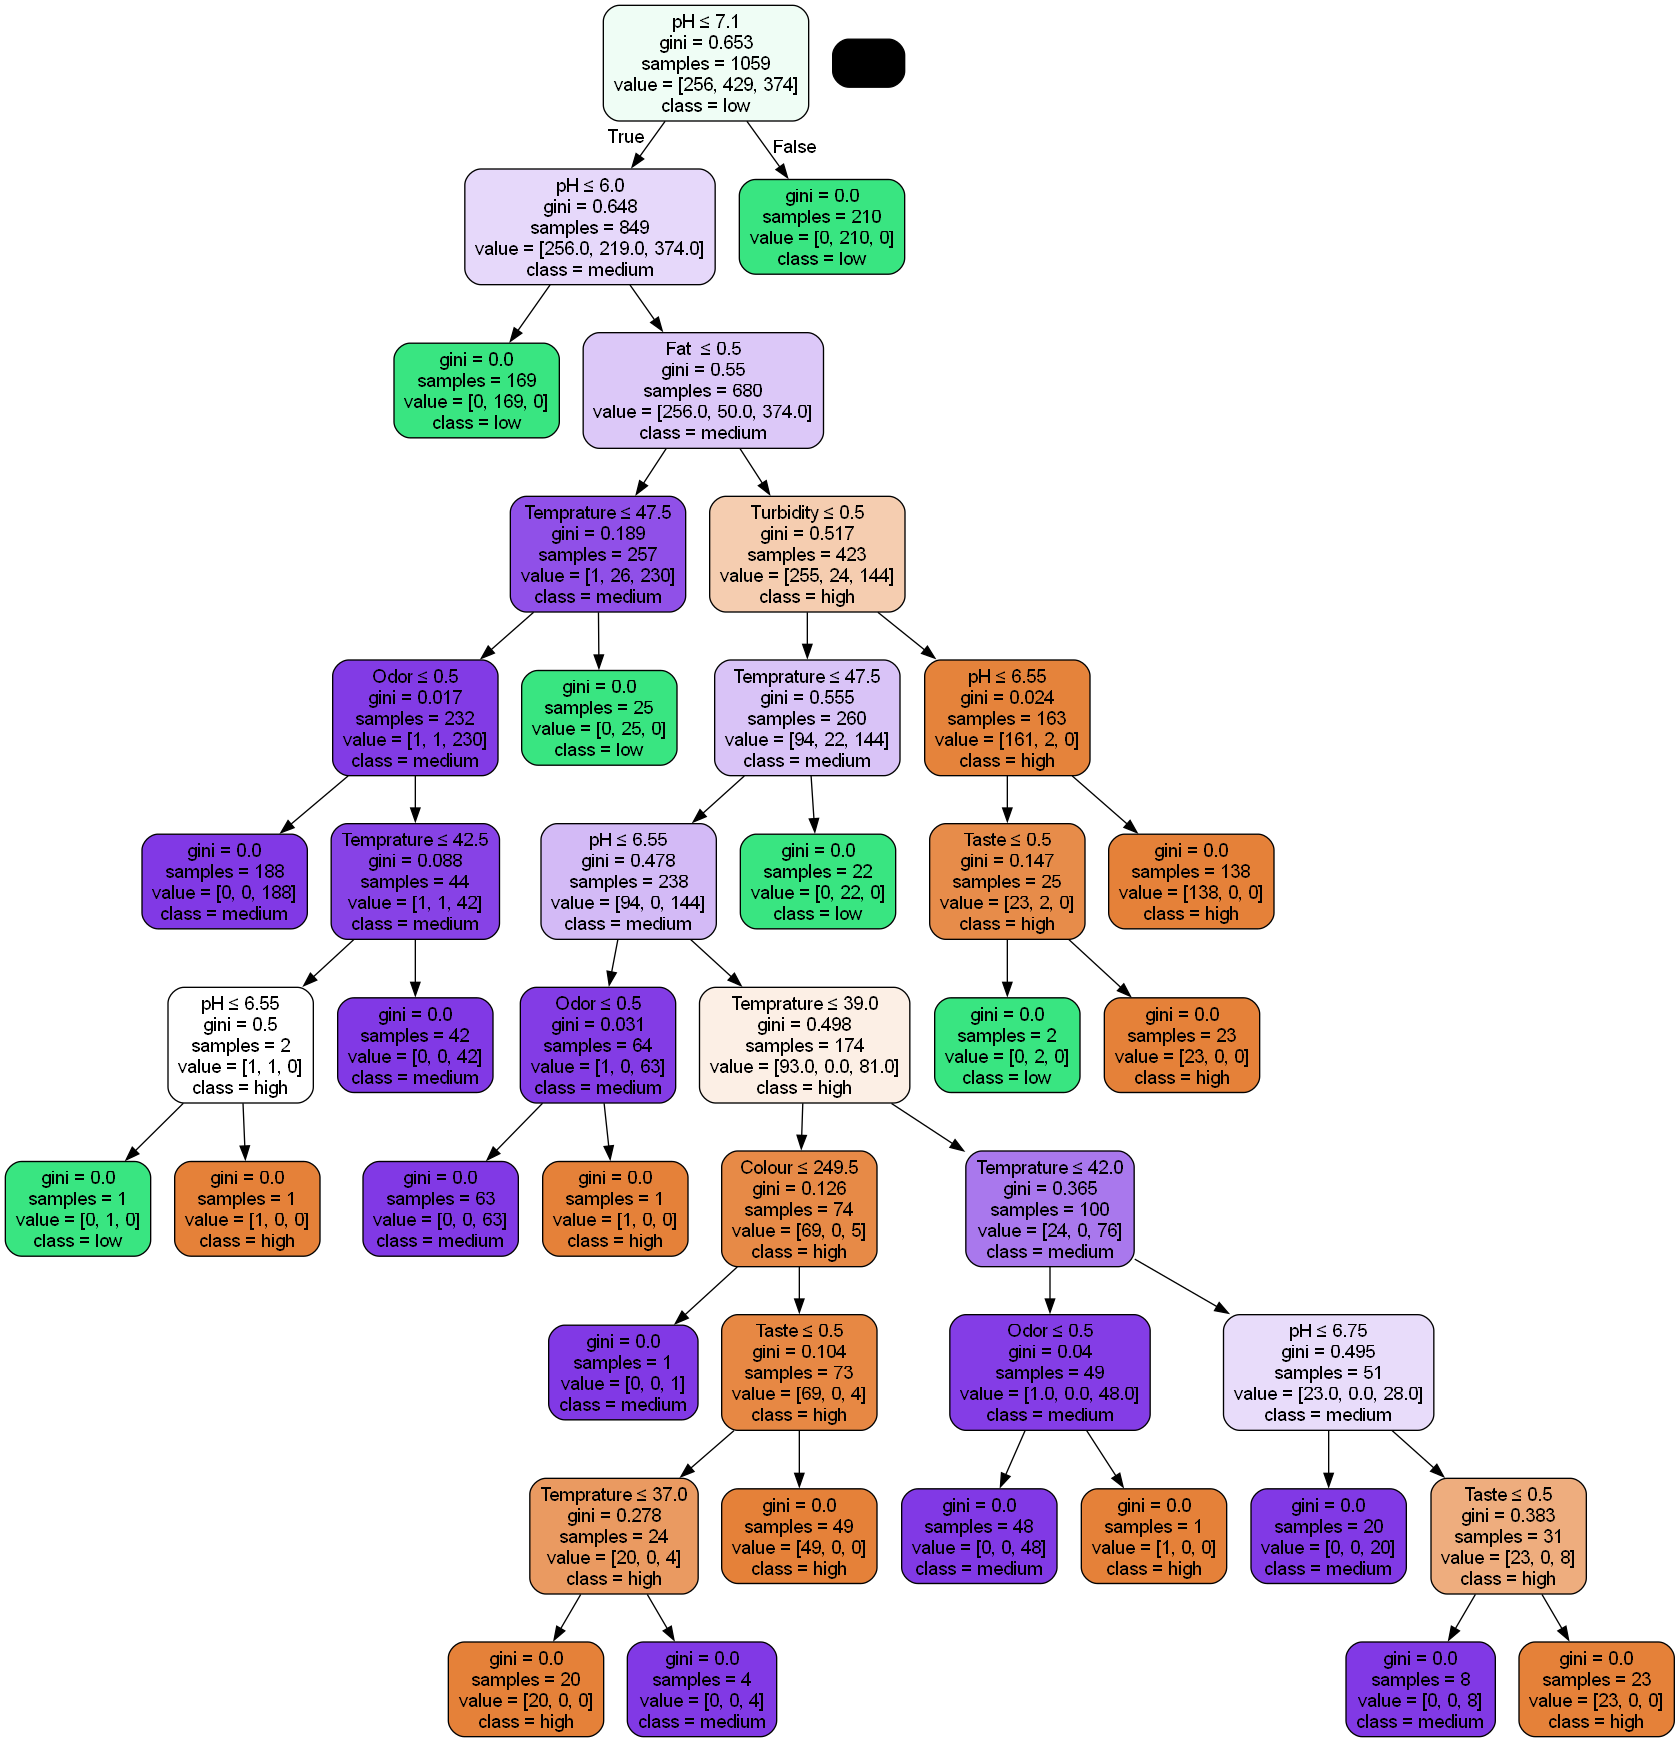 pH ≤ 7.1
gini = 0.653
samples = 1059
value = [256, 429, 374]
class = low
True
False
pH ≤ 6.0
gini = 0.648
samples = 849
value = [256.0, 219.0, 374.0]
class = medium
gini = 0.0
samples = 210
value = [0, 210, 0]
class = low
gini = 0.0
samples = 169
value = [0, 169, 0]
class = low
Fat ≤ 0.5
gini = 0.55
samples = 680
value = [256.0, 50.0, 374.0]
class = medium
Temprature ≤ 47.5
gini = 0.189
samples = 257
value = [1, 26, 230]
class = medium
Turbidity ≤ 0.5
gini = 0.517
samples = 423
value = [255, 24, 144]
class = high
Odor ≤ 0.5
gini = 0.017
samples = 232
value = [1, 1, 230]
class = medium
gini = 0.0
samples = 25
value = [0, 25, 0]
class = low
Temprature ≤ 47.5
gini = 0.555
samples = 260
value = [94, 22, 144]
class = medium
pH ≤ 6.55
gini = 0.024
samples = 163
value = [161, 2, 0]
class = high
gini = 0.0
samples = 188
value = [0, 0, 188]
class = medium
Temprature ≤ 42.5
gini = 0.088
samples = 44
value = [1, 1, 42]
class = medium
pH ≤ 6.55
gini = 0.478
samples = 238
value = [94, 0, 144]
class = medium
gini = 0.0
samples = 22
value = [0, 22, 0]
class = low
Taste ≤ 0.5
gini = 0.147
samples = 25
value = [23, 2, 0]
class = high
gini = 0.0
samples = 138
value = [138, 0, 0]
class = high
pH ≤ 6.55
gini = 0.5
samples = 2
value = [1, 1, 0]
class = high
gini = 0.0
samples = 42
value = [0, 0, 42]
class = medium
Odor ≤ 0.5
gini = 0.031
samples = 64
value = [1, 0, 63]
class = medium
Temprature ≤ 39.0
gini = 0.498
samples = 174
value = [93.0, 0.0, 81.0]
class = high
gini = 0.0
samples = 2
value = [0, 2, 0]
class = low
gini = 0.0
samples = 23
value = [23, 0, 0]
class = high
gini = 0.0
samples = 1
value = [0, 1, 0]
class = low
gini = 0.0
samples = 1
value = [1, 0, 0]
class = high
gini = 0.0
samples = 63
value = [0, 0, 63]
class = medium
gini = 0.0
samples = 1
value = [1, 0, 0]
class = high
Colour ≤ 249.5
gini = 0.126
samples = 74
value = [69, 0, 5]
class = high
Temprature ≤ 42.0
gini = 0.365
samples = 100
value = [24, 0, 76]
class = medium
gini = 0.0
samples = 1
value = [0, 0, 1]
class = medium
Taste ≤ 0.5
gini = 0.104
samples = 73
value = [69, 0, 4]
class = high
Odor ≤ 0.5
gini = 0.04
samples = 49
value = [1.0, 0.0, 48.0]
class = medium
pH ≤ 6.75
gini = 0.495
samples = 51
value = [23.0, 0.0, 28.0]
class = medium
Temprature ≤ 37.0
gini = 0.278
samples = 24
value = [20, 0, 4]
class = high
gini = 0.0
samples = 49
value = [49, 0, 0]
class = high
gini = 0.0
samples = 48
value = [0, 0, 48]
class = medium
gini = 0.0
samples = 1
value = [1, 0, 0]
class = high
gini = 0.0
samples = 20
value = [0, 0, 20]
class = medium
Taste ≤ 0.5
gini = 0.383
samples = 31
value = [23, 0, 8]
class = high
gini = 0.0
samples = 20
value = [20, 0, 0]
class = high
gini = 0.0
samples = 4
value = [0, 0, 4]
class = medium
gini = 0.0
samples = 8
value = [0, 0, 8]
class = medium
gini = 0.0
samples = 23
value = [23, 0, 0]
class = high